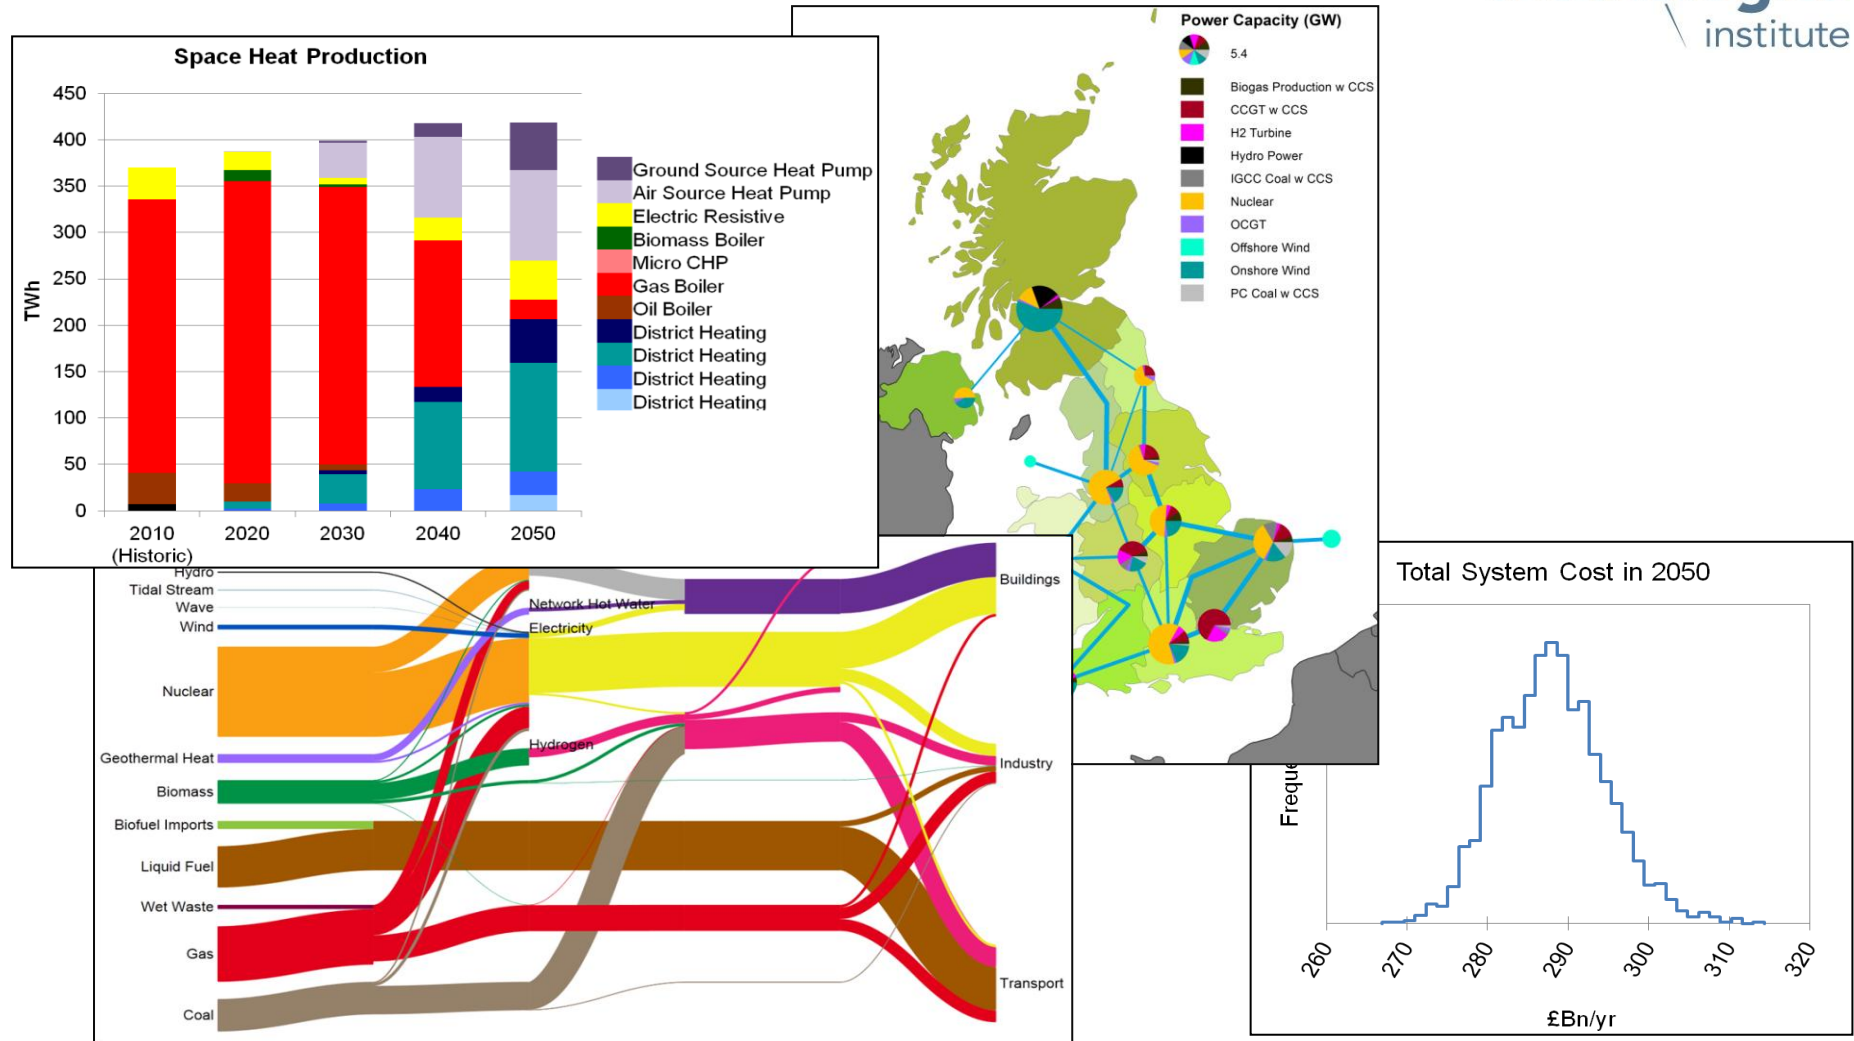 institute
Space Heat Production
450
400
350
300
250
200
150
100
50
0
TWh
2010
(Historic)
2020
2030
2040
2050
Ground Source Heat Pump
Air Source Heat Pump
Electric Resistive
Biomass Boiler
Micro CHP
Gas Boiler
Oil Boiler
District Heating
District Heating
District Heating
District Heating
Power Capacity (GW)
5.4
Biogas Production w CCS
CCGT w CCS
H2 Turbine
Hydro Power
IGCC Coal w CCS
Nuclear
OCGT
Offshore Wind
Onshore Wind
PC Coal w CCS
Hydro
Tidal Stream
Wave
Wind
Nuclear
Geothermal Heat
Biomass
Biofuel Imports
Liquid Fuel
Wet Waste
Gas
Coal
Network Hot Water
Electricity
Hydrogen
Buildings
Industry
Transport
Total System Cost in 2050
260
270
280
290
300
310
320
£Bn/yr